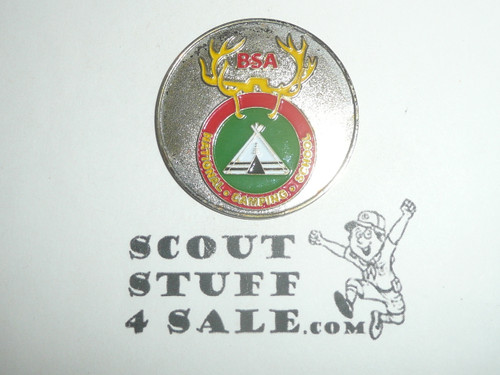 BSA
NATIONAL • CAMPING • SCHOOL
SCOUT
STUFF
4 SALE.COM